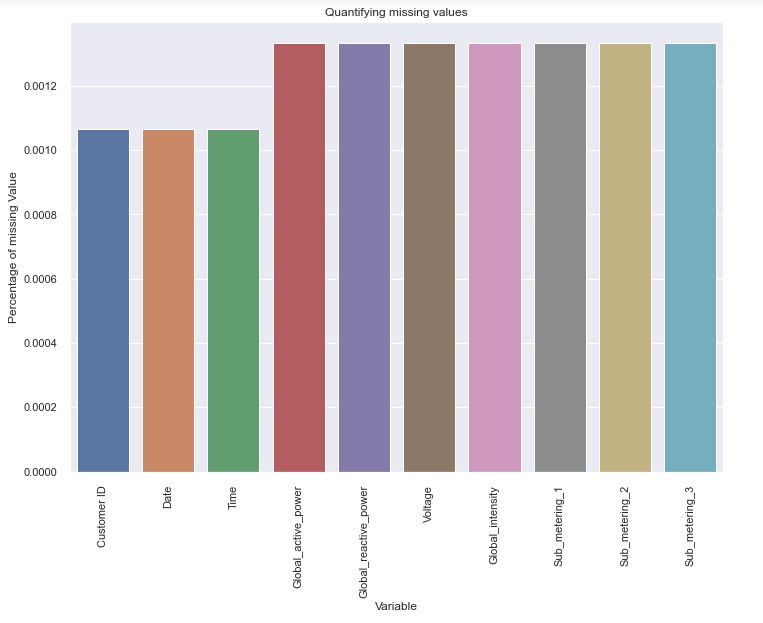 Quantifying missing values
Percentage of missing Value
0.0012
0.0010
0.0008
0.0006
0.0004
0.0002
0.0000
Customer ID
Date
Time
Global_active_power
Global_reactive_power
Voltage
Global_intensity
Sub_metering_1
Sub_metering_2
Sub_metering_3
Variable